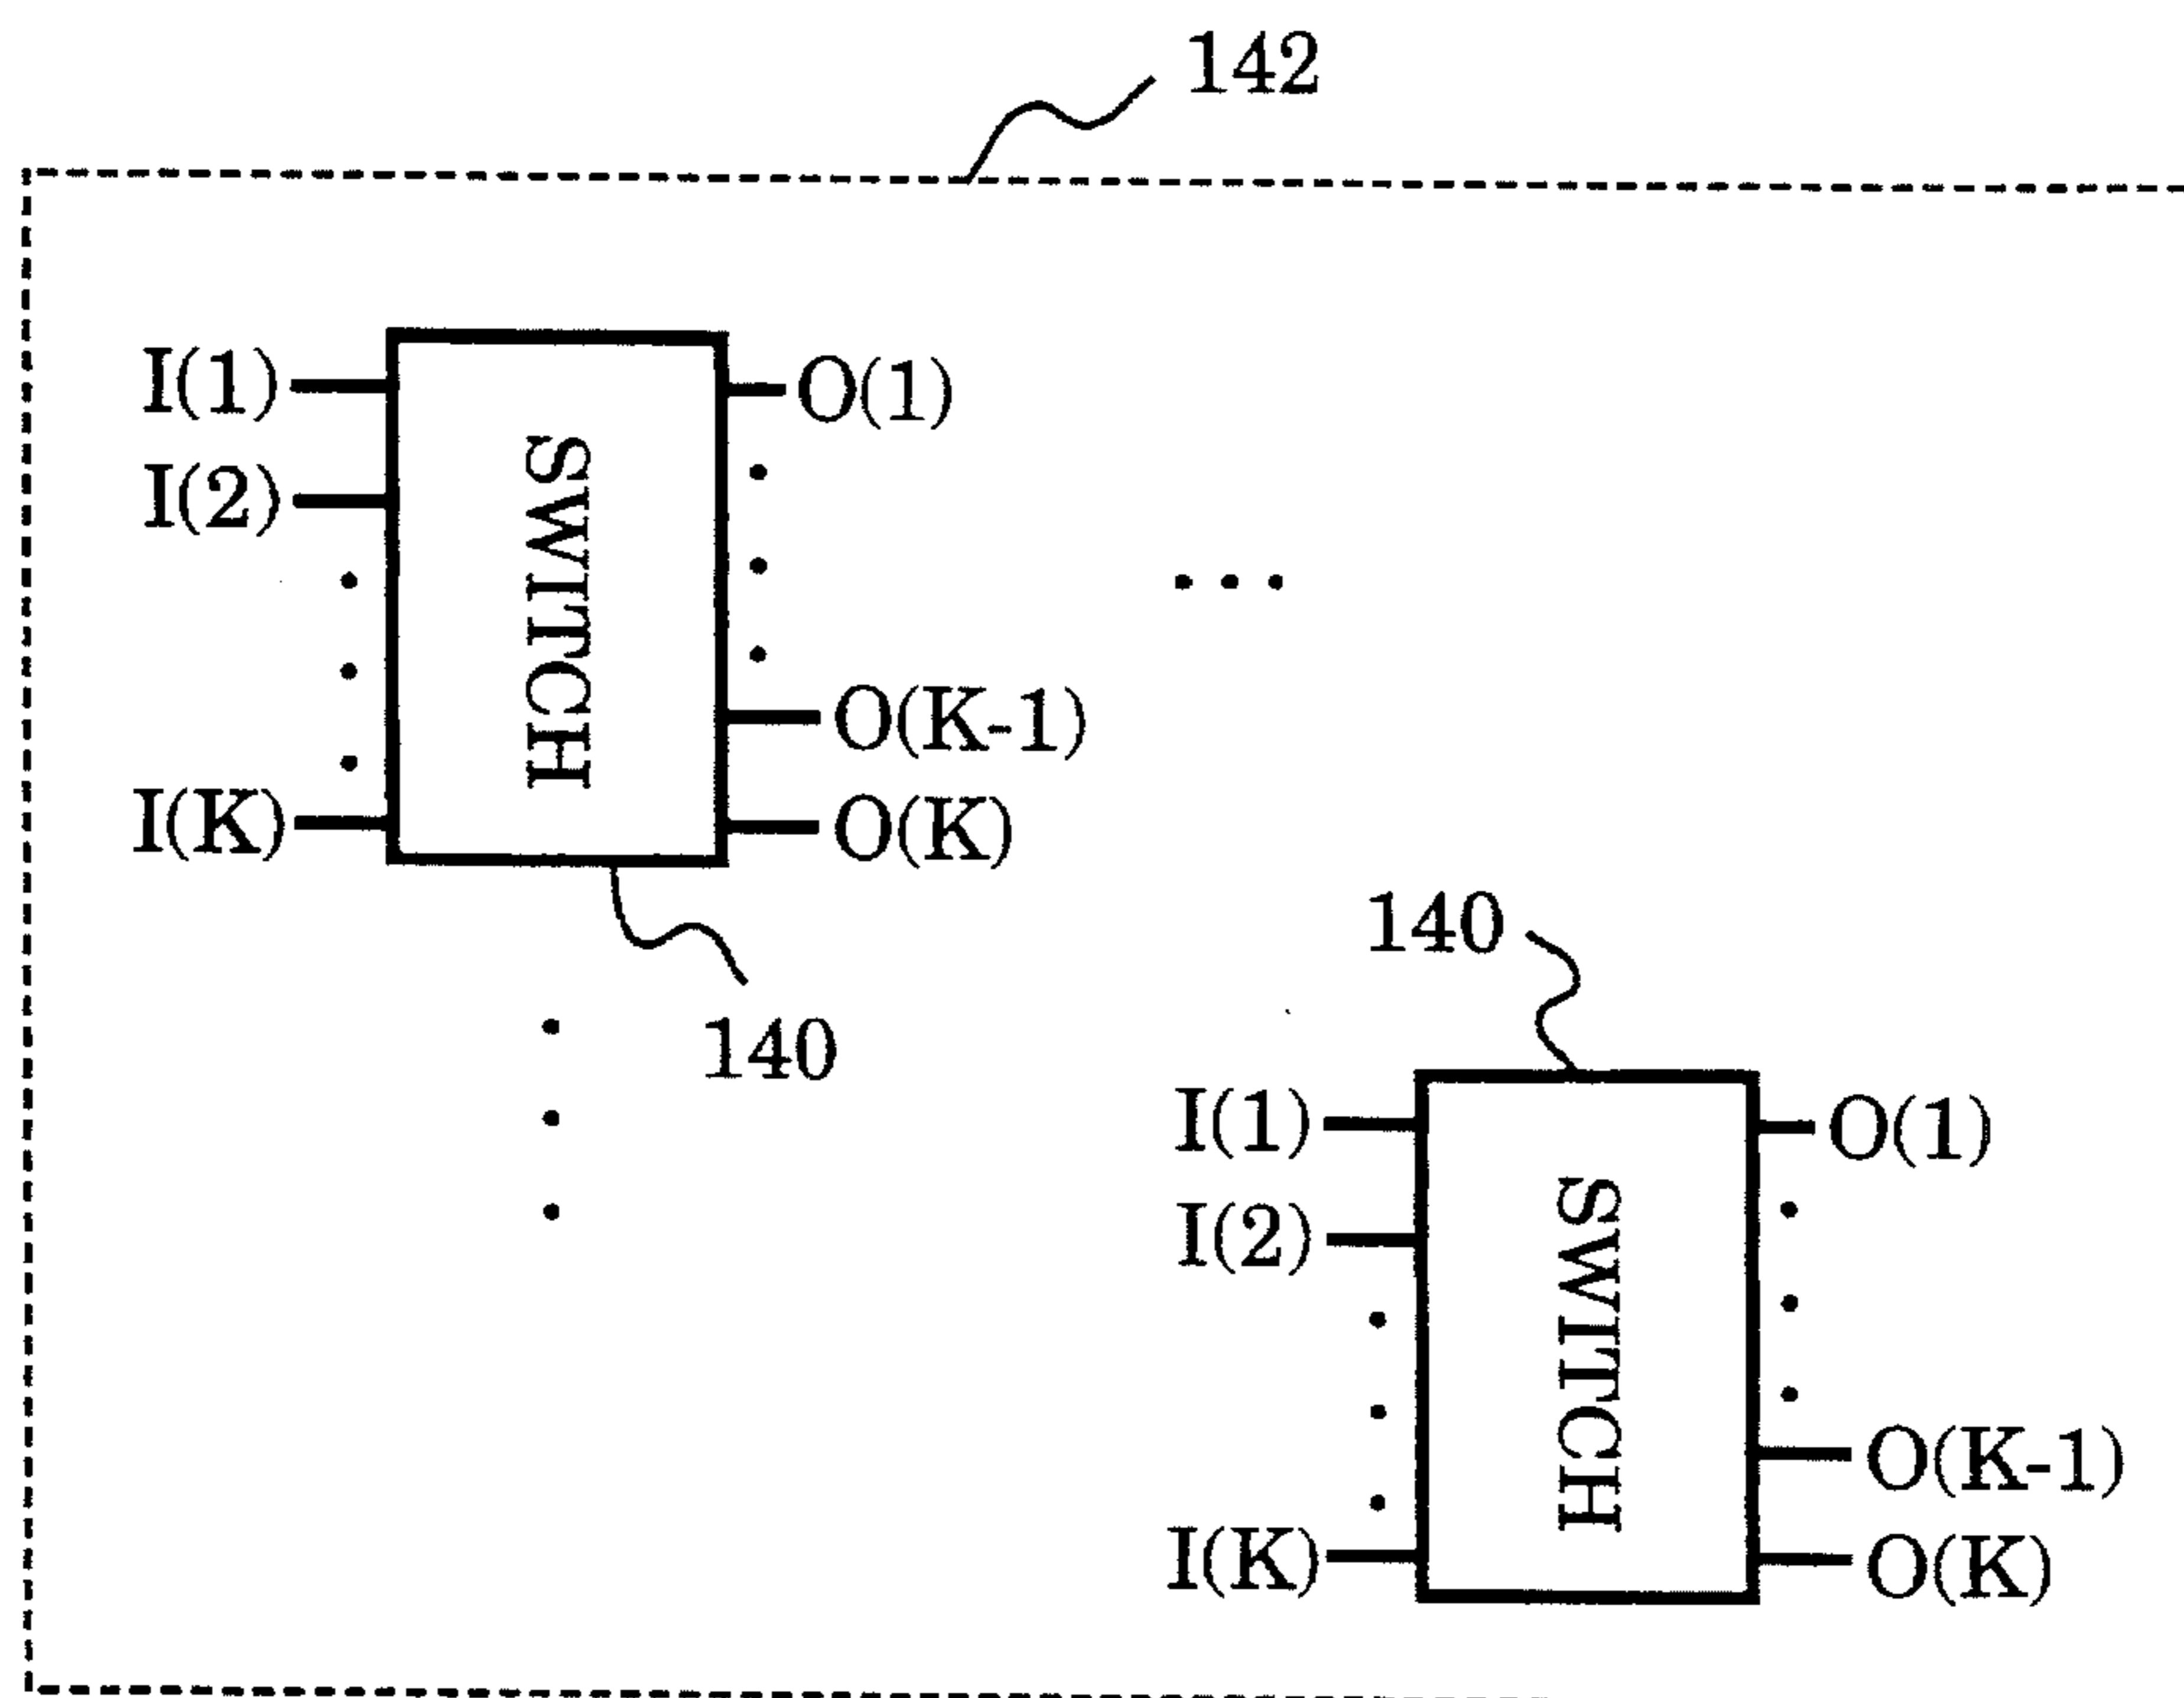 142
I(1)
I(2)
I(K)
SWITCH
O(1)
O(K-1)
O(K)
140
140
I(1)
I(2)
I(K)
SWITCH
O(1)
O(K-1)
O(K)